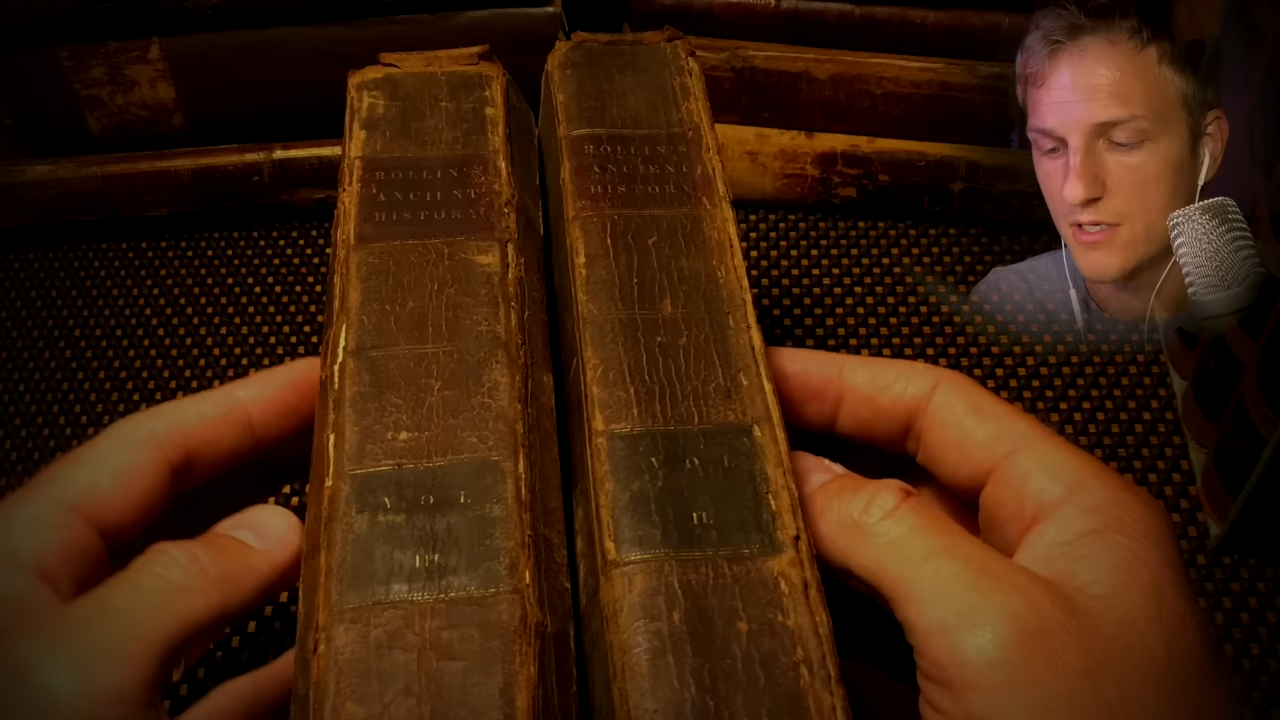 ROLLIN'S
ANCIENT
HISTORY
VOL
III.
ROLLIN'S
ANCIENT
HISTORY
VOL
II.